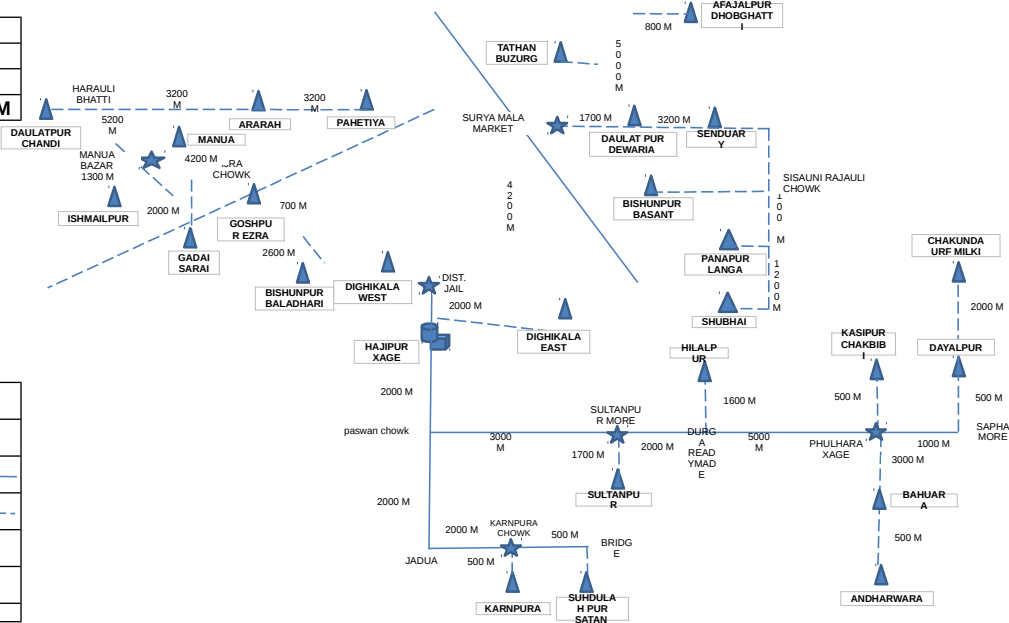 AFAJALPUR
DHOBGHATT
I
800 M
TATHAN
BUZURG
5
0
0
0
M
M
HARAULI
BHATTI
3200
M
3200
M
5200
M
DAULATPUR
CHANDI
ARARAH
PAHETIYA
MANUA
SURYA MALA
MARKET
1700 M
3200 M
DAULAT PUR
DEWARIA
SENDUAR
Y
MANUA
BAZAR
1300 M
4200 M
CHOWK
SISAUNI RAJAULI
CHOWK
ISHMAILPUR
2000 M
700 M
GOSHPU
R EZRA
4
2
0
0
M
BISHUNPUR
BASANT
1
0
0
M
GADAI
SARAI
2600 M
BISHUNPUR
BALADHARI
DIGHIKALA
WEST
DIST.
JAIL
2000 M
PANAPUR
LANGA
1
2
0
0
M
SHUBHAI
CHAKUNDA
URF MILKI
2000 M
HAJIPUR
XAGE
DIGHIKALA
EAST
HILALP
UR
KASIPUR
CHAKBIB
I
DAYALPUR
2000 M
1600 M
500 M
500 M
SULTANPU
R MORE
paswan chowk
3000
M
1700 M
2000 M
DURG
A
READ
YMAD
E
5000
M
PHULHARA
XAGE
1000 M
SAPHA
MORE
3000 M
SULTANPU
R
BAHUAR
A
2000 M
2000 M
KARNPURA
CHOWK
500 M
BRIDG
E
500 M
JADUA
500 M
KARNPURA
SUHDULA
H PUR
SATAN
ANDHARWARA